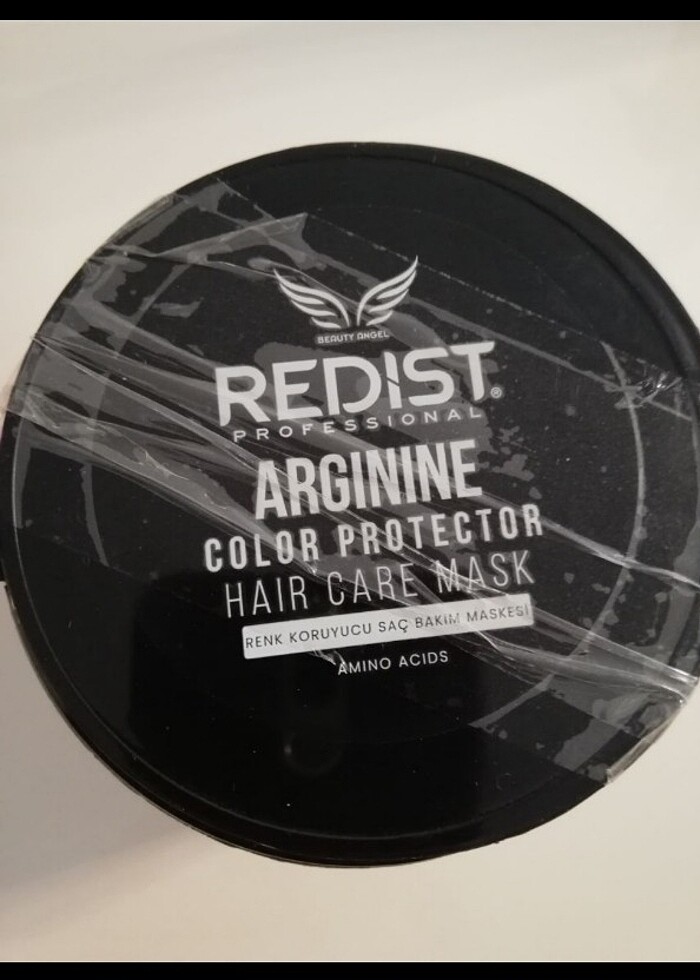 BEAUTY ANGEL
REDIST®
PROFESSIONAL
ARGININE
COLOR PROTECTOR
HAIR CARE MASK
RENK KORUYUCU SAÇ BAKIM MASKESİ
AMINO ACIDS